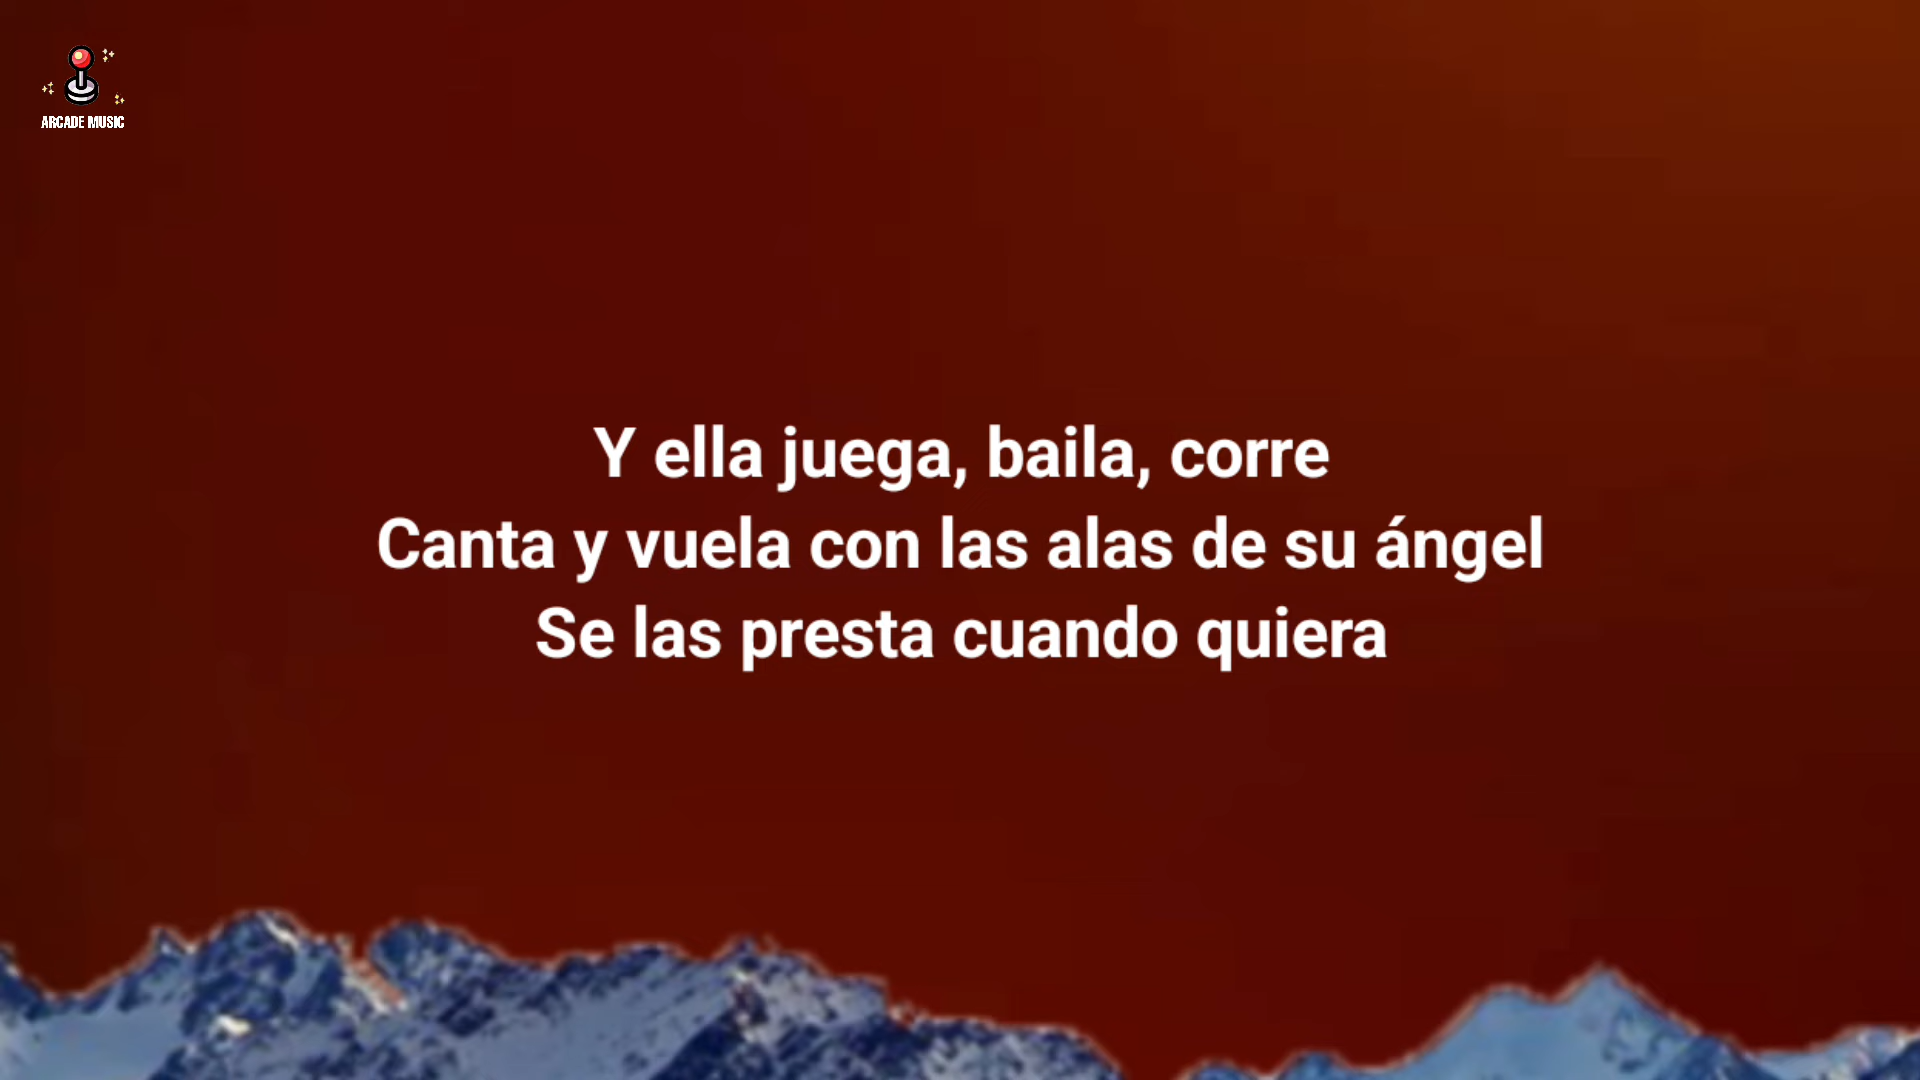 ARCADE MUSIC
Y ella juega, baila, corre
Canta y vuela con las alas de su ángel
Se las presta cuando quiera